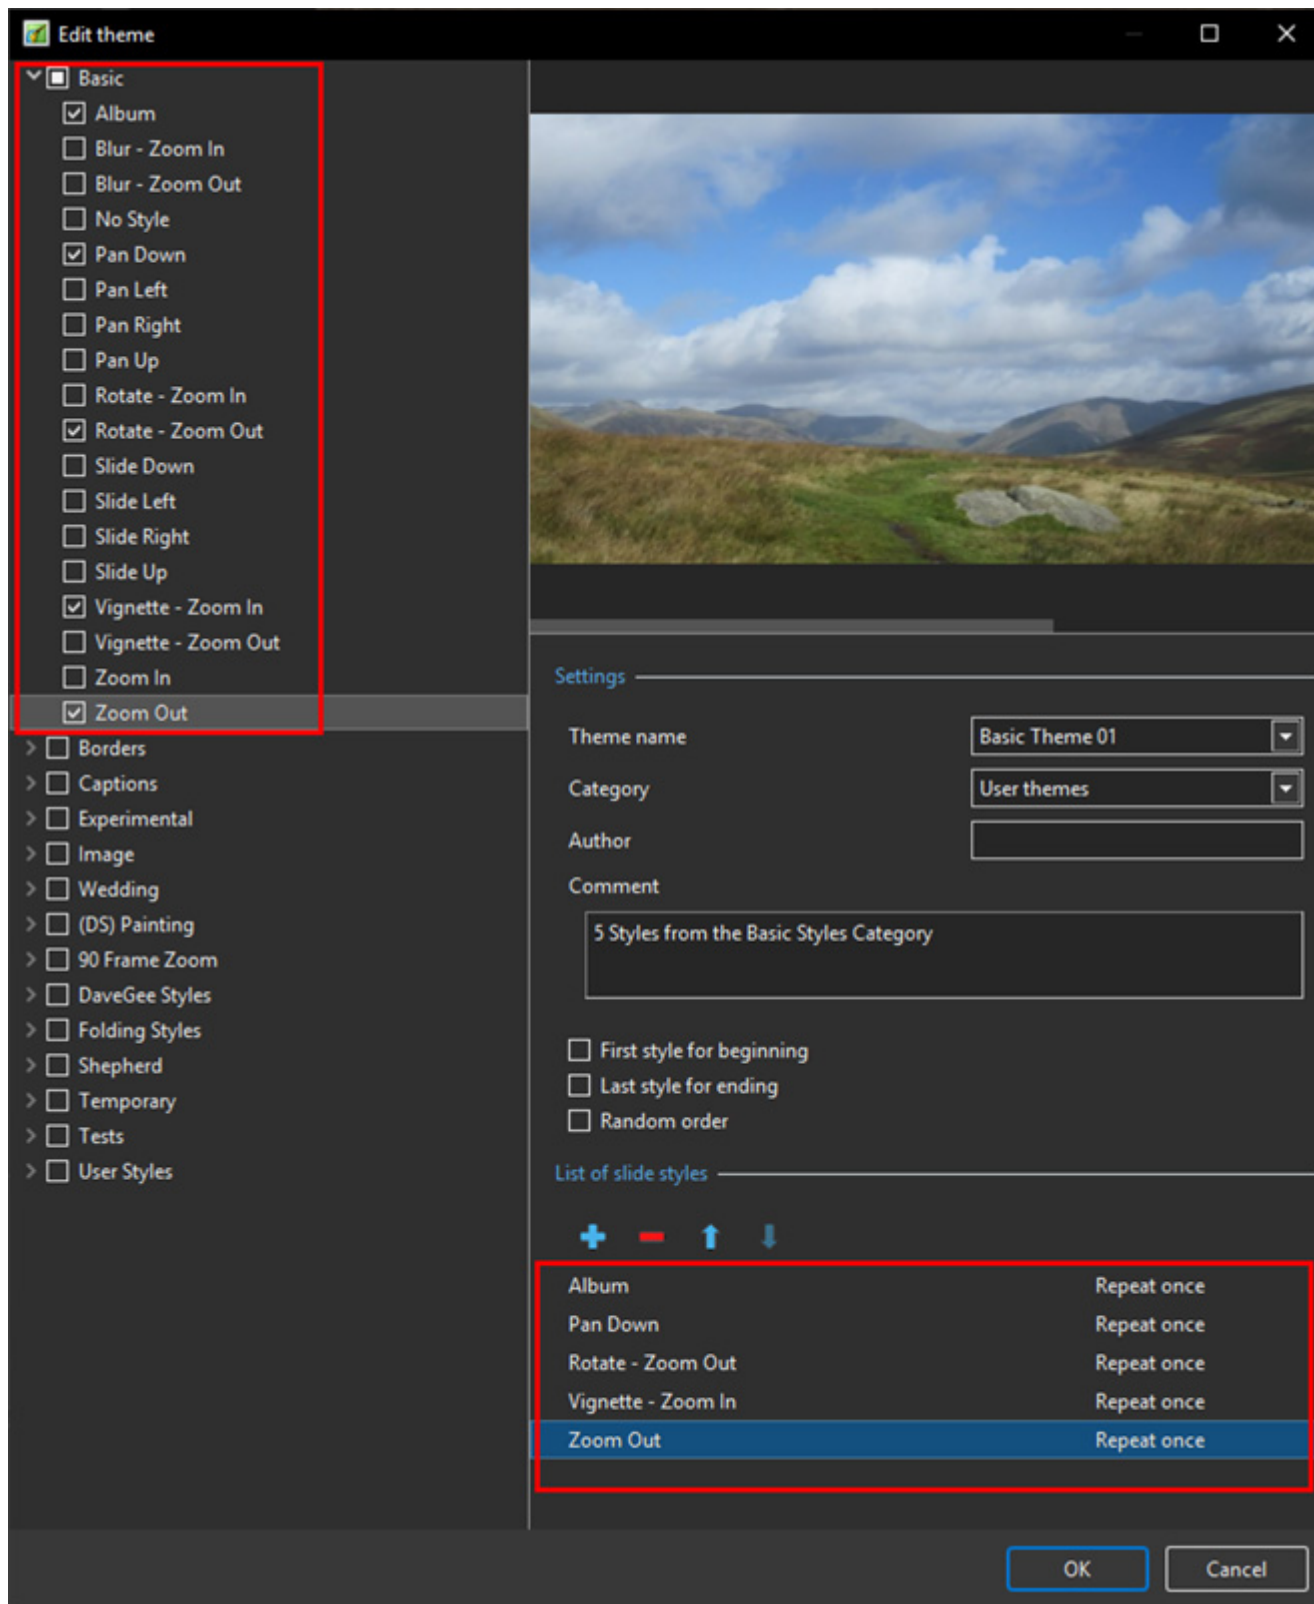 Edit theme
Basic
Album
Blur - Zoom In
Blur - Zoom Out
No Style
Pan Down
Pan Left
Pan Right
Pan Up
Rotate - Zoom In
Rotate - Zoom Out
Slide Down
Slide Left
Slide Right
Slide Up
Vignette - Zoom In
Vignette - Zoom Out
Zoom In
Zoom Out
Borders
Captions
Experimental
Image
Wedding
(DS) Painting
90 Frame Zoom
DaveGee Styles
Folding Styles
Shepherd
Temporary
Tests
User Styles
Settings
Theme name Basic Theme 01
Category User themes
Author
Comment
5 Styles from the Basic Styles Category
First style for beginning
Last style for ending
Random order
List of slide styles
Album Repeat once
Pan Down Repeat once
Rotate - Zoom Out Repeat once
Vignette - Zoom In Repeat once
Zoom Out Repeat once
OK Cancel